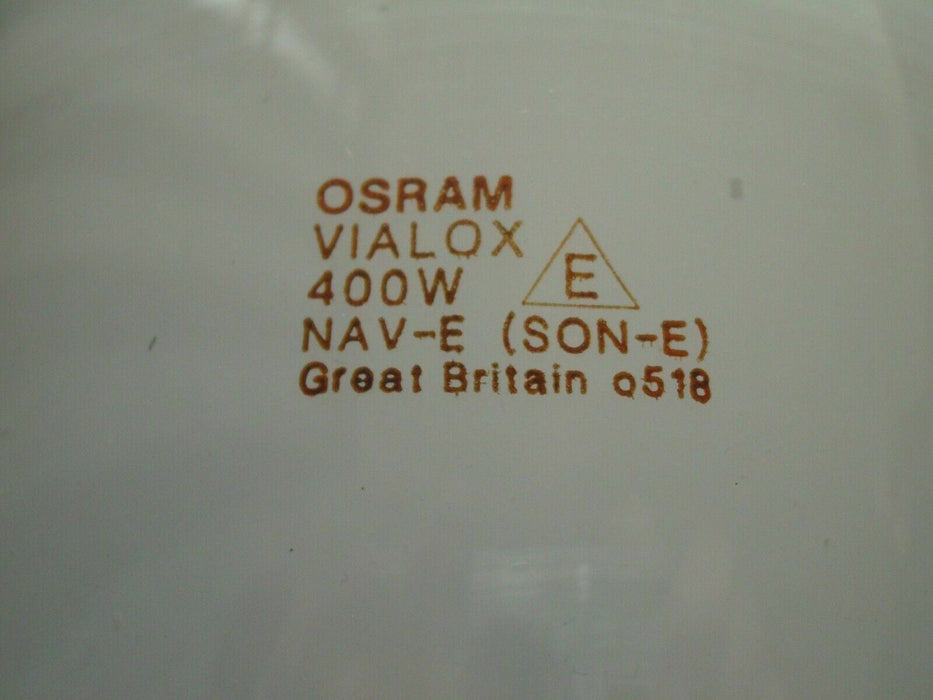 OSRAM
VIALOX
E
400W
NAV-E (SON-E)
Great Britain o518